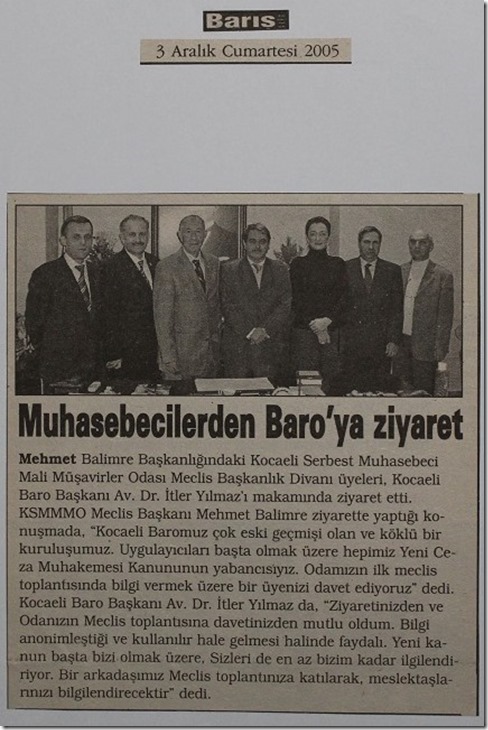 Barış
3 Aralık Cumartesi 2005
Muhasebecilerden Baro'ya ziyaret
Mehmet Balimre Başkanlığındaki Kocaeli Serbest Muhasebeci
Mali Müşavirler Odası Meclis Başkanlık Divanı üyeleri, Kocaeli
Baro Başkanı Av. Dr. İtler Yılmaz'ı makamında ziyaret etti.
KSMMMO Meclis Başkanı Mehmet Balimre ziyarette yaptığı ko-
nuşmada, “Kocaeli Baromuz çok eski geçmişi olan ve köklü bir
kuruluşumuz. Uygulayıcıları başta olmak üzere hepimiz Yeni Ce-
za Muhakemesi Kanununun yabancısıyız. Odamızın ilk meclis
toplantısında bilgi vermek üzere bir üyenizi davet ediyoruz” dedi.
Kocaeli Baro Başkanı Av. Dr. İtler Yılmaz da, “Ziyaretinizden ve
Odanızın Meclis toplantısına davetinizden mutlu oldum. Bilgi
anonimleştiği ve kullanılır hale gelmesi halinde faydalı. Yeni ka-
nun başta bizi olmak üzere, Sizleri de en az bizim kadar ilgilendi-
riyor. Bir arkadaşımız Meclis toplantınıza katılarak, meslektaşla-
rınızı bilgilendirecektir” dedi.